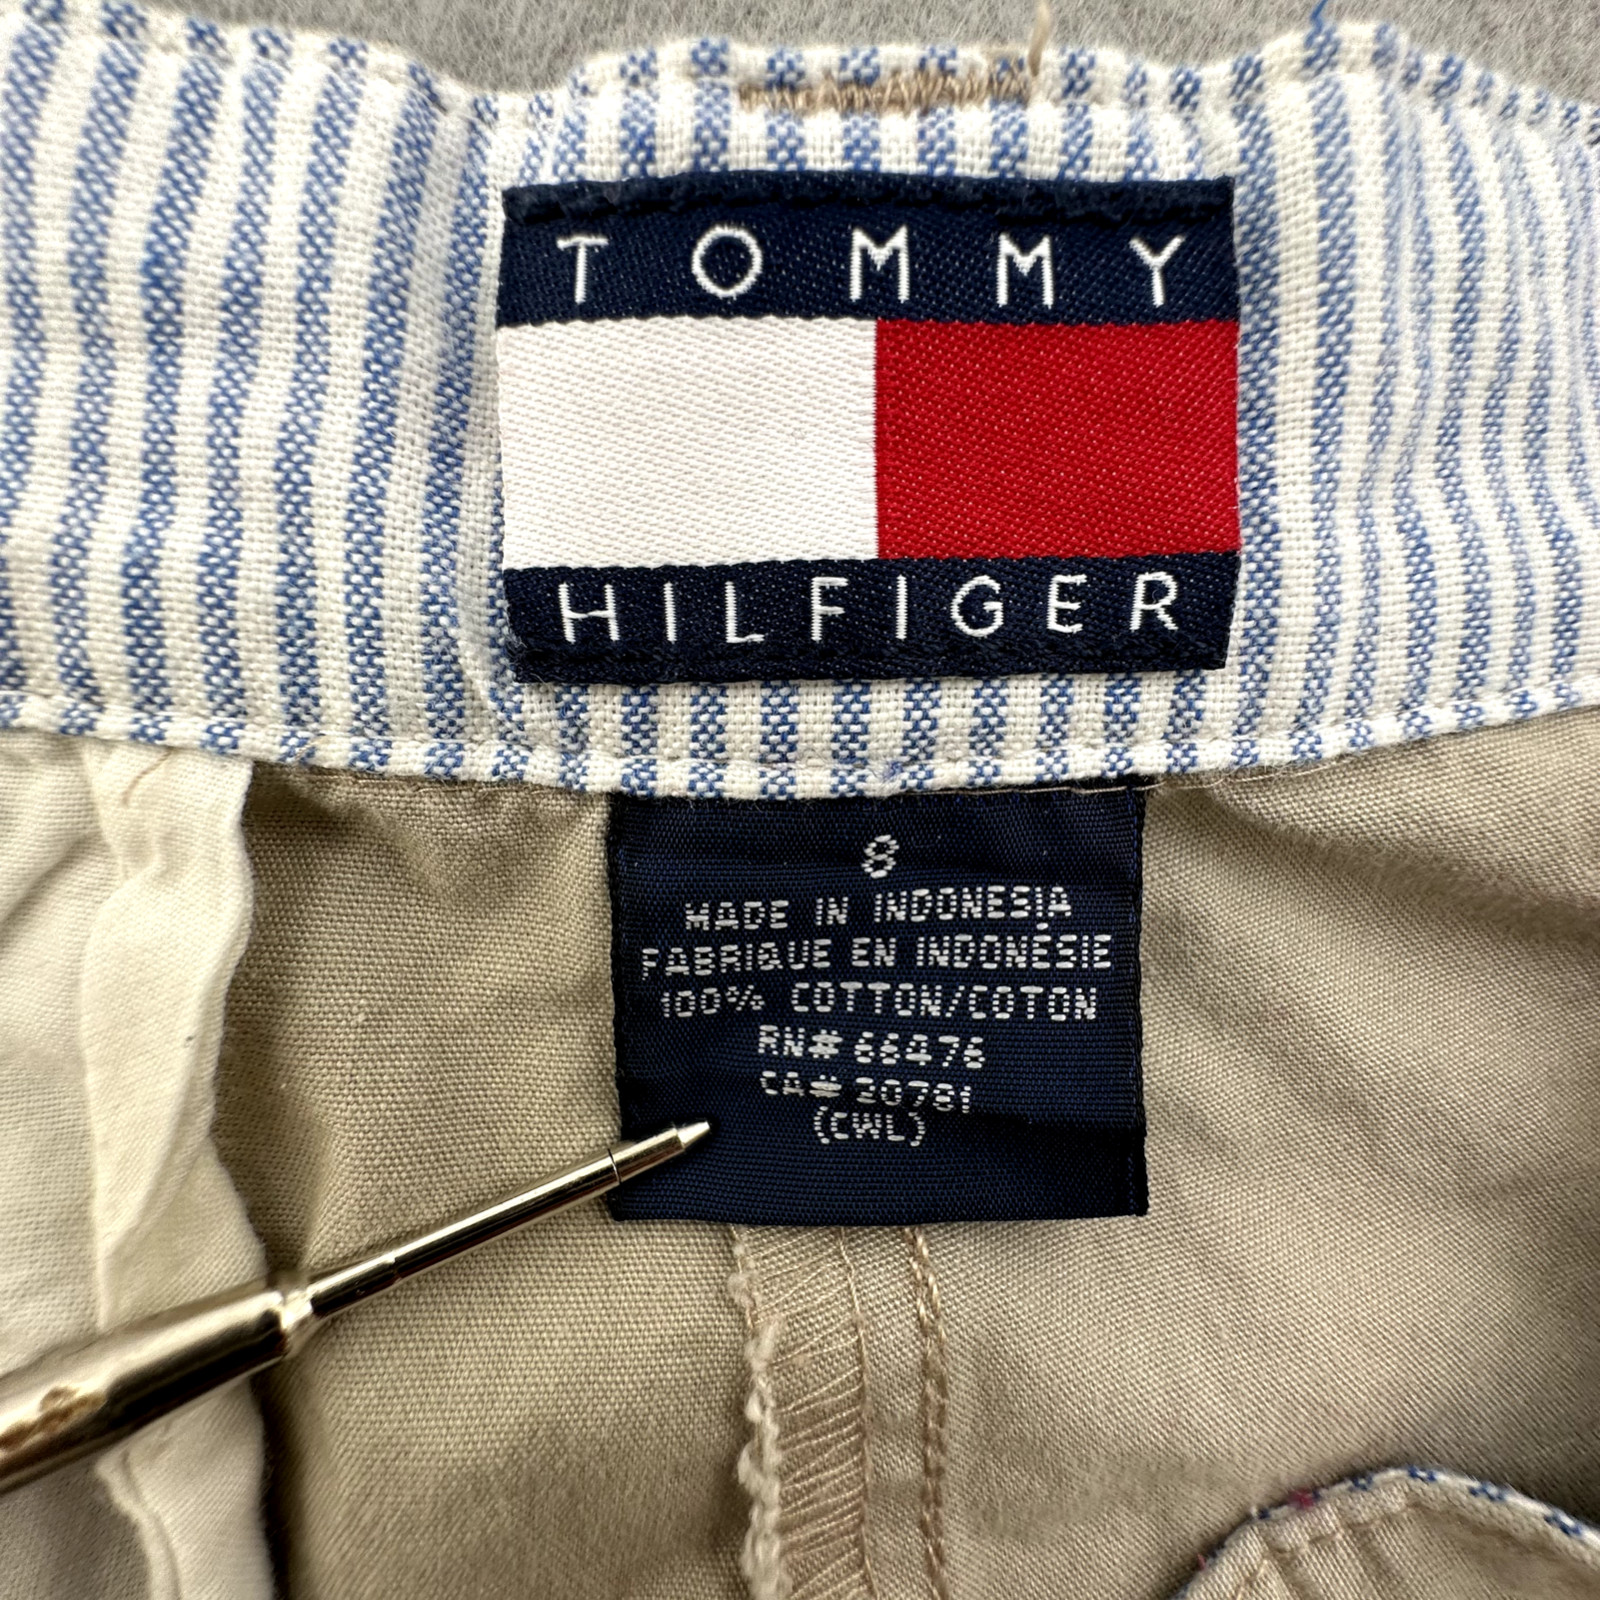 TOMMY
HILFIGER
8
MADE IN INDONESIA
FABRIQUE EN INDONÉSIE
100% COTTON/COTON
RN# 66476
CA# 20781
(CWL)